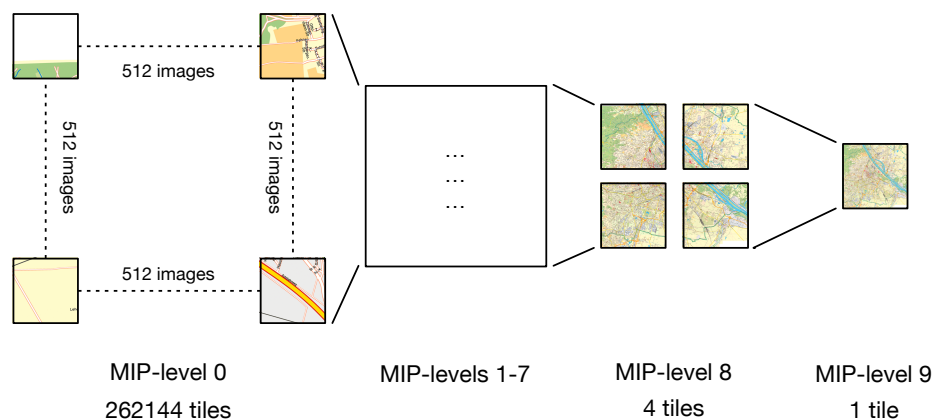 512 images
512 images
512 images
512 images
...
...
...
MIP-level 0
262144 tiles
MIP-levels 1-7
MIP-level 8
4 tiles
MIP-level 9
1 tile